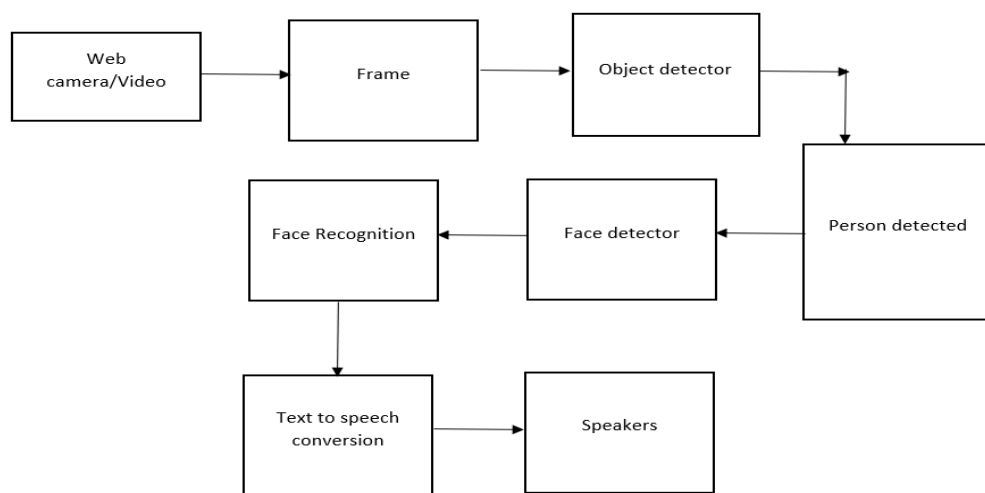 Web
camera/Video
Frame
Object detector
Person detected
Face detector
Face Recognition
Text to speech
conversion
Speakers